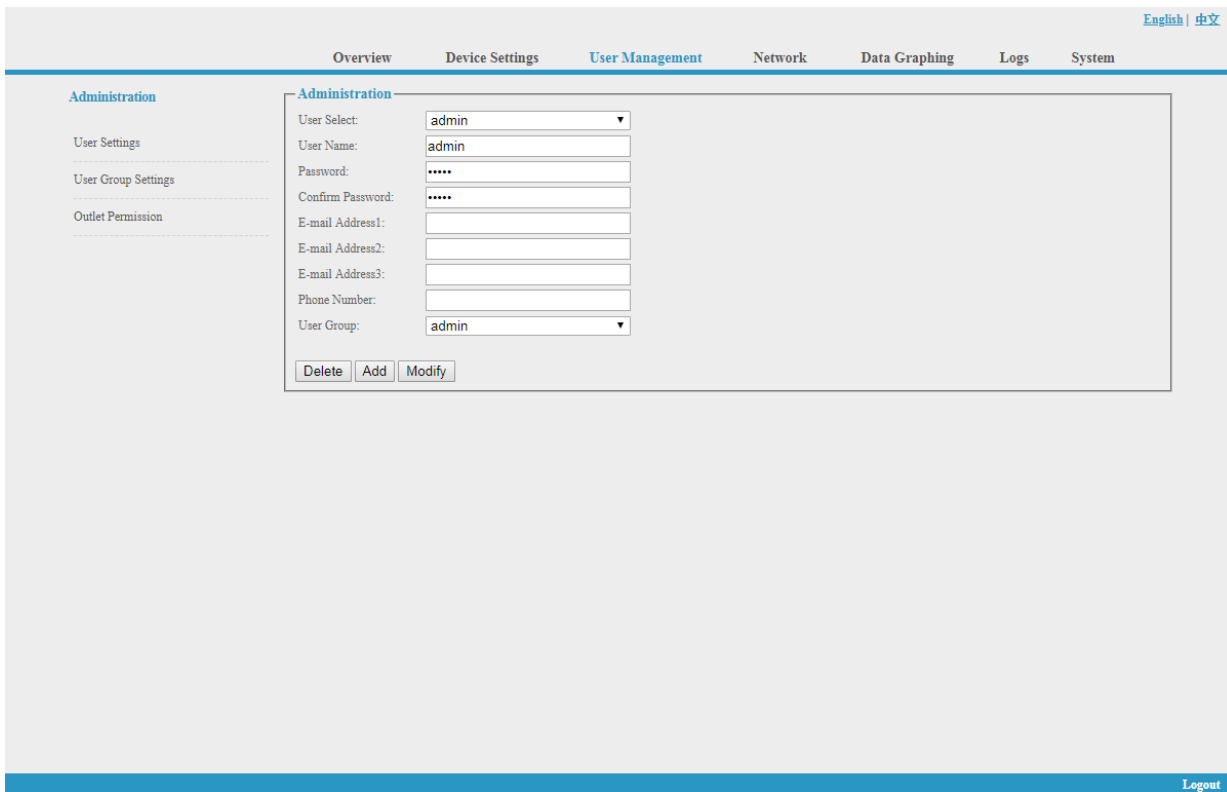 English | 中文
Overview Device Settings User Management Network Data Graphing Logs System
Administration
User Settings
User Group Settings
Outlet Permission
Administration
User Select: admin
User Name: admin
Password: •••••
Confirm Password: •••••
E-mail Address1:
E-mail Address2:
E-mail Address3:
Phone Number:
User Group: admin
Delete Add Modify
Logout